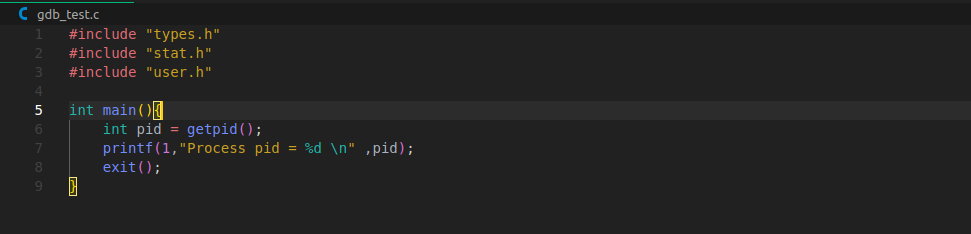 gdb_test.c
1 #include "types.h"
2 #include "stat.h"
3 #include "user.h"
4
5 int main(){
6     int pid = getpid();
7     printf(1,"Process pid = %d \n" ,pid);
8     exit();
9 }